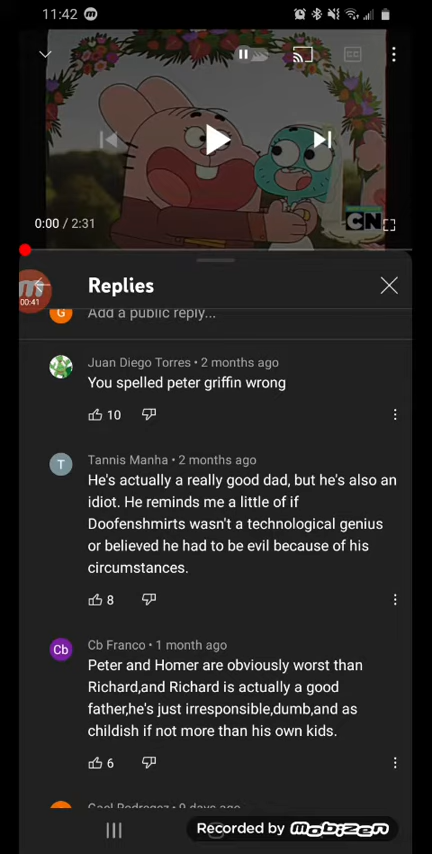 11:42
CC
0:00 / 2:31
CN
00:41
Replies
G
Add a public reply...
Juan Diego Torres • 2 months ago
You spelled peter griffin wrong
10
T
Tannis Manha • 2 months ago
He's actually a really good dad, but he's also an
idiot. He reminds me a little of if
Doofenshmirts wasn't a technological genius
or believed he had to be evil because of his
circumstances.
8
Cb
Cb Franco • 1 month ago
Peter and Homer are obviously worst than
Richard,and Richard is actually a good
father,he's just irresponsible,dumb,and as
childish if not more than his own kids.
6
9 days ago
Recorded by mobizen